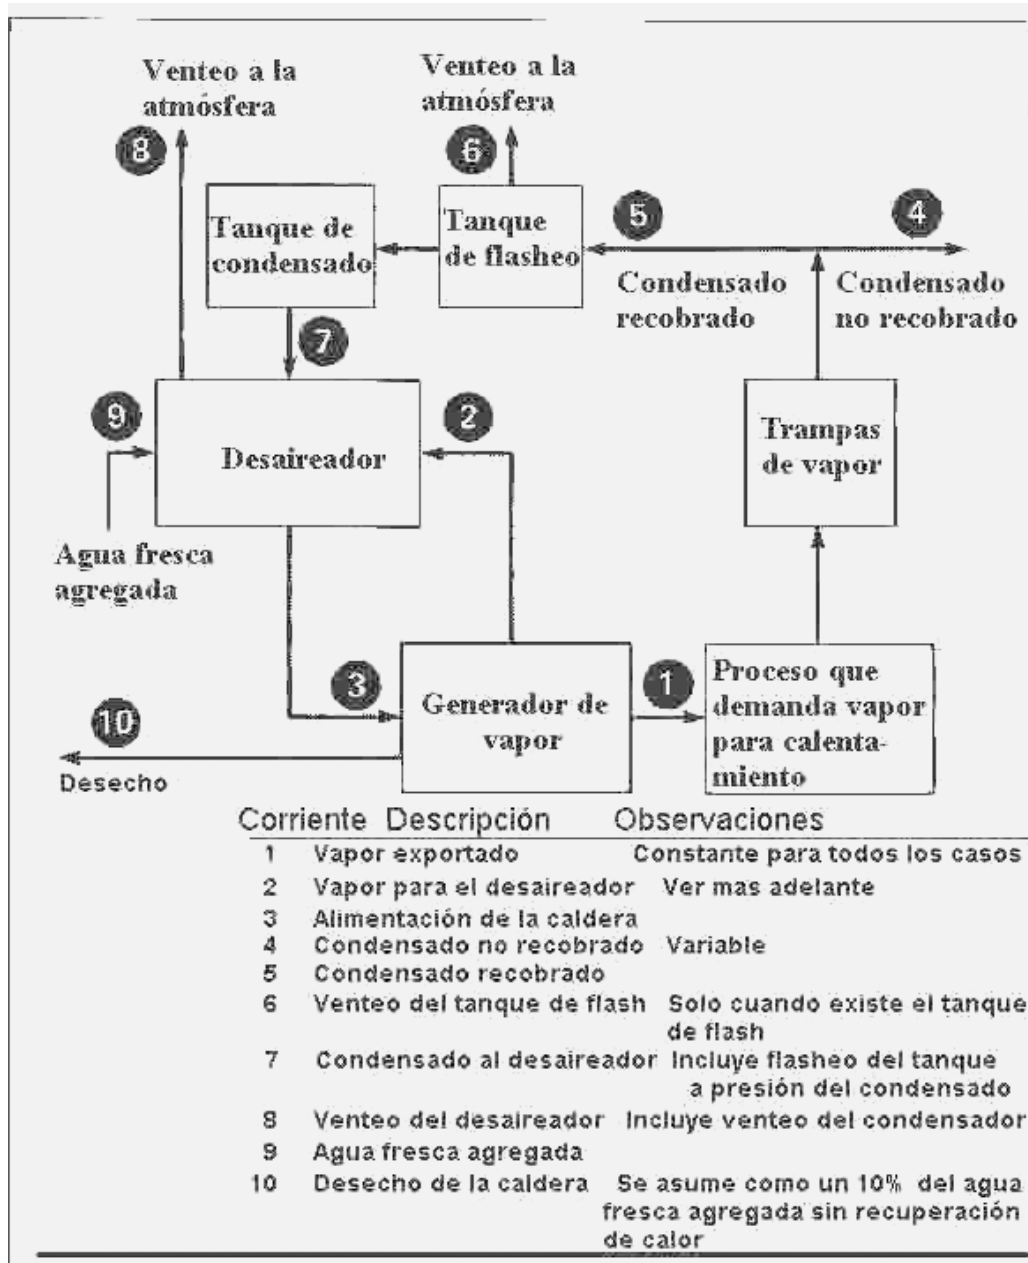 Venteo a la
atmósfera
Venteo a la
atmósfera
8
6
Tanque de
condensado
Tanque
de flasheo
5
4
Condensado
recobrado
Condensado
no recobrado
7
9
2
Desaireador
Trampas
de vapor
Agua fresca
agregada
3
Generador de
vapor
1
Proceso que
demanda vapor
para calenta-
miento
10
Desecho
Corriente Descripción Observaciones
1 Vapor exportado Constante para todos los casos
2 Vapor para el desaireador Ver mas adelante
3 Alimentación de la caldera
4 Condensado no recobrado Variable
5 Condensado recobrado
6 Venteo del tanque de flash Solo cuando existe el tanque
de flash
7 Condensado al desaireador Incluye flasheo del tanque
a presión del condensado
8 Venteo del desaireador Incluye venteo del condensador
9 Agua fresca agregada
10 Desecho de la caldera Se asume como un 10% del agua
fresca agregada sin recuperación
de calor